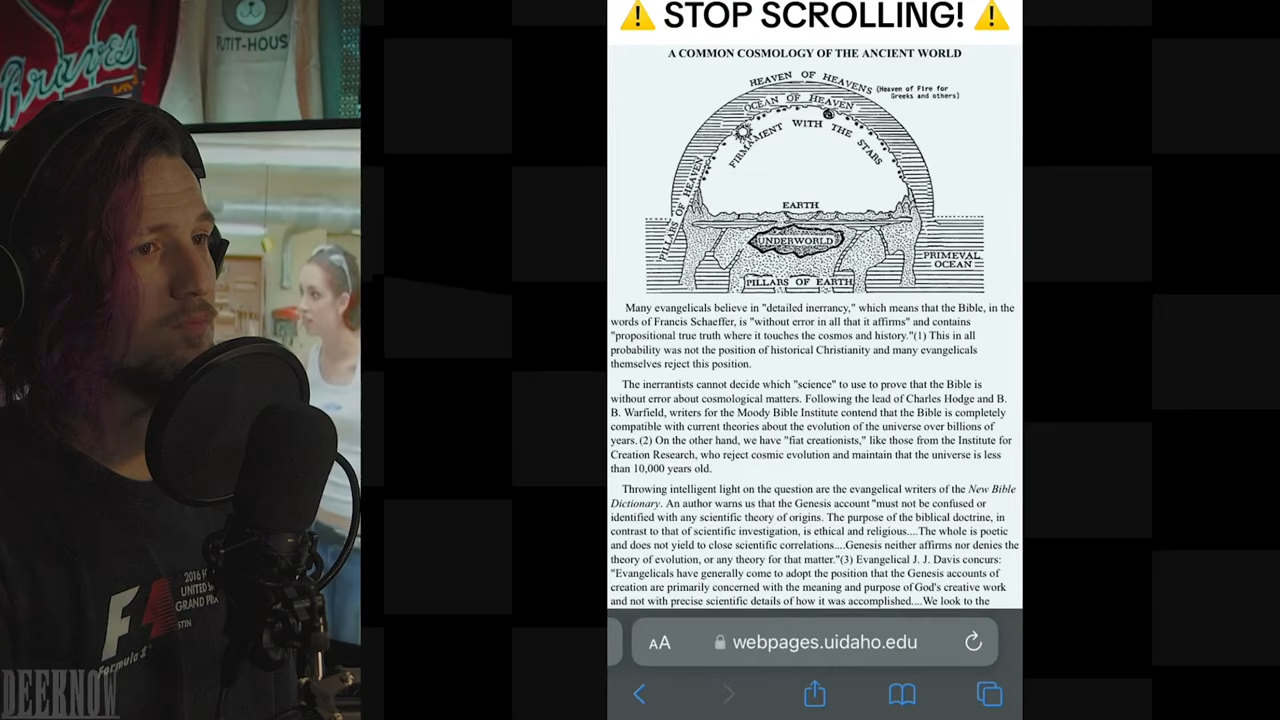 Braves
PUTIT-HOUS
2016 F
UNITED S
GRAND PRIX
STIN
F1
Formula 1
DEEKNOW
⚠️ STOP SCROLLING! ⚠️
A COMMON COSMOLOGY OF THE ANCIENT WORLD
HEAVEN OF HEAVENS
(Heaven of Fire for
Greeks and others)
OCEAN OF HEAVEN
FIRMAMENT WITH THE STARS
PILLARS OF HEAVEN
EARTH
UNDERWORLD
PRIMEVAL
OCEAN
PILLARS OF EARTH
Many evangelicals believe in "detailed inerrancy," which means that the Bible, in the
words of Francis Schaeffer, is "without error in all that it affirms" and contains
"propositional true truth where it touches the cosmos and history."(1) This in all
probability was not the position of historical Christianity and many evangelicals
themselves reject this position.
The inerrantists cannot decide which "science" to use to prove that the Bible is
without error about cosmological matters. Following the lead of Charles Hodge and B.
B. Warfield, writers for the Moody Bible Institute contend that the Bible is completely
compatible with current theories about the evolution of the universe over billions of
years. (2) On the other hand, we have "fiat creationists," like those from the Institute for
Creation Research, who reject cosmic evolution and maintain that the universe is less
than 10,000 years old.
Throwing intelligent light on the question are the evangelical writers of the New Bible
Dictionary. An author warns us that the Genesis account "must not be confused or
identified with any scientific theory of origins. The purpose of the biblical doctrine, in
contrast to that of scientific investigation, is ethical and religious....The whole is poetic
and does not yield to close scientific correlations....Genesis neither affirms nor denies the
theory of evolution, or any theory for that matter."(3) Evangelical J. J. Davis concurs:
"Evangelicals have generally come to adopt the position that the Genesis accounts of
creation are primarily concerned with the meaning and purpose of God's creative work
and not with precise scientific details of how it was accomplished....We look to the
AA webpages.uidaho.edu